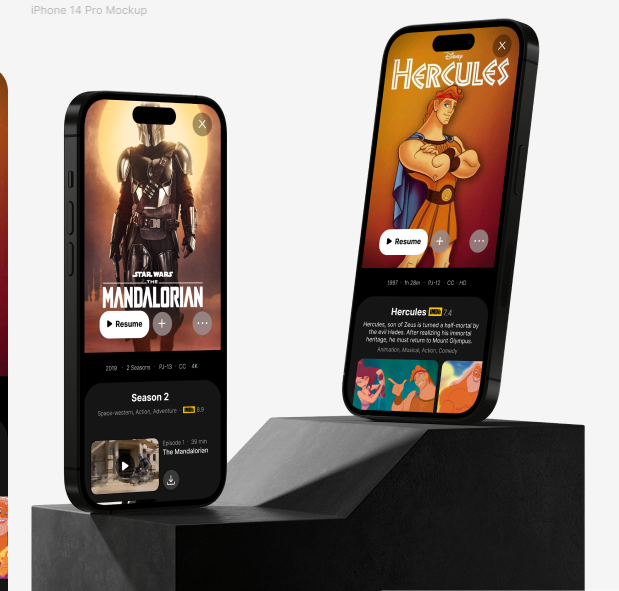 iPhone 14 Pro Mockup
X
STAR WARS
THE
MANDALORIAN
Resume
2019 · 2 Seasons · PJ-13 · CC · 4K
Season 2
Space-western, Action, Adventure · IMDb 8.9
Episode 1 · 39 min
The Mandalorian
X
Disney
HERCULES
Resume
1997 · 1h 28m · PJ-12 · CC · HD
Hercules IMDb 7.4
Hercules, son of Zeus is turned a half-mortal by
the evil Hades. After realizing his immortal
heritage, he must return to Mount Olympus.
Animation, Musical, Action, Comedy